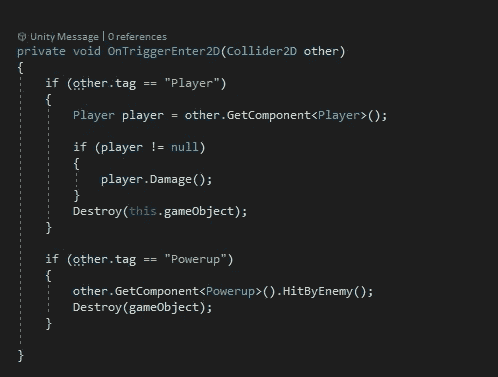 Unity Message | 0 references
private void OnTriggerEnter2D(Collider2D other)
{
if (other.tag == "Player")
{
Player player = other.GetComponent<Player>();
if (player != null)
{
player.Damage();
}
Destroy(this.gameObject);
}
if (other.tag == "Powerup")
{
other.GetComponent<Powerup>().HitByEnemy();
Destroy(gameObject);
}
}